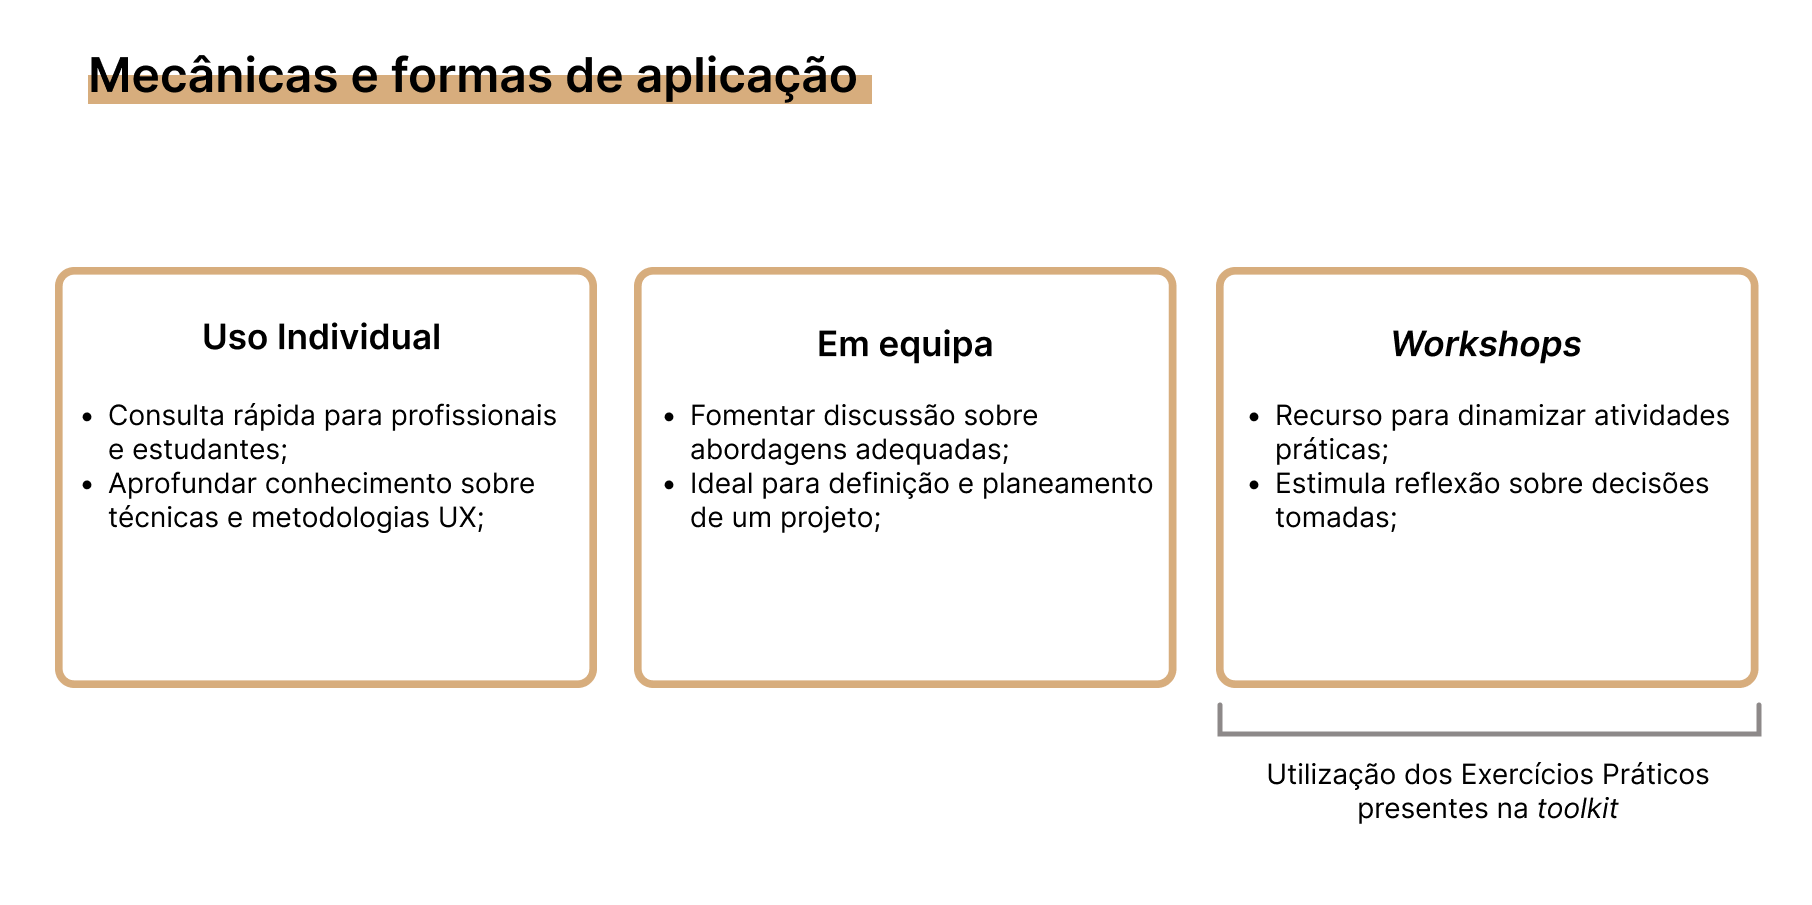 Mecânicas e formas de aplicação
Uso Individual
• Consulta rápida para profissionais
e estudantes;
• Aprofundar conhecimento sobre
técnicas e metodologias UX;
Em equipa
• Fomentar discussão sobre
abordagens adequadas;
• Ideal para definição e planeamento
de um projeto;
Workshops
• Recurso para dinamizar atividades
práticas;
• Estimula reflexão sobre decisões
tomadas;
Utilização dos Exercícios Práticos
presentes na toolkit